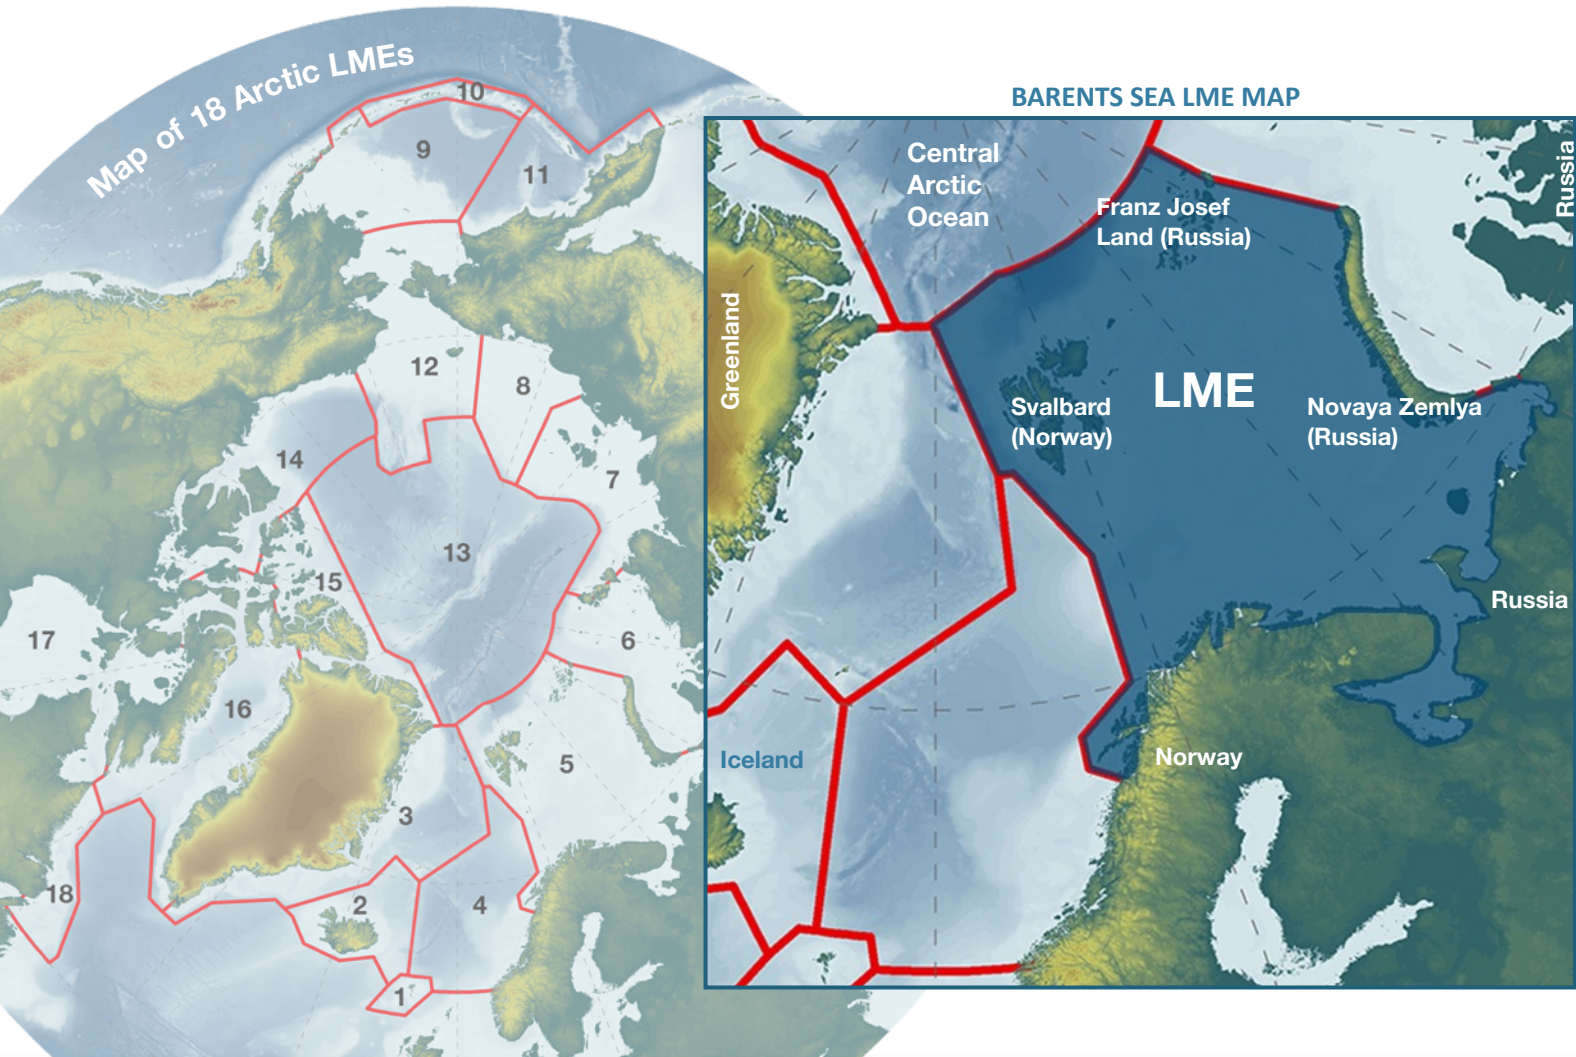 Map of 18 Arctic LMEs
10
9
11
12
8
14
7
13
15
17
6
16
5
3
18
2
4
1
BARENTS SEA LME MAP
Central
Arctic
Ocean
Russia
Franz Josef
Land (Russia)
Greenland
LME
Svalbard
(Norway)
Novaya Zemlya
(Russia)
Russia
Iceland
Norway